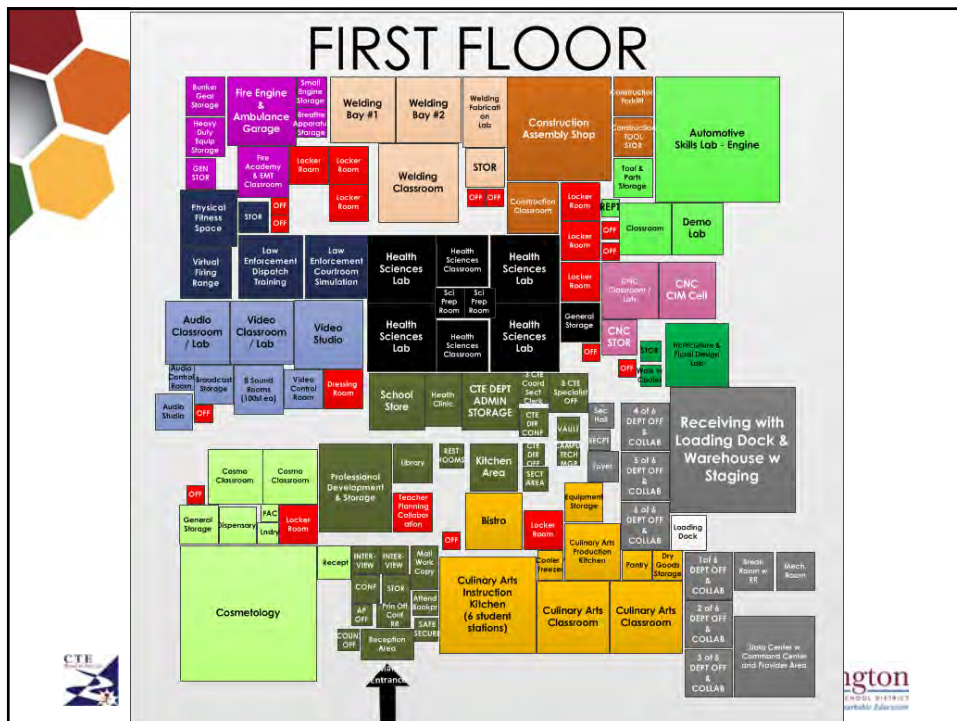 FIRST FLOOR
Bunker
Gear
Storage
Fire Engine
&
Ambulance
Garage
Small
Engine
Storage
Breathe
Apparatu
Storage
Heavy
Duty
Equip
Storage
GEN
STOR
Fire
Academy
& EMT
Classroom
OFF
OFF
Locker
Room
Locker
Room
Locker
Room
Welding
Bay #1
Welding
Bay #2
Welding
Fabricati
on
Lab
Welding
Classroom
STOR
OFF
OFF
Construction
Assembly Shop
Construction
Forklift
Construction
TOOL
STOR
Tool &
Parts
Storage
Automotive
Skills Lab - Engine
Construction
Classroom
Locker
Room
Locker
Room
Locker
Room
REPT
OFF
OFF
Classroom
Demo
Lab
Physical
Fitness
Space
STOR
Virtual
Firing
Range
Law
Enforcement
Dispatch
Training
Law
Enforcement
Courtroom
Simulation
Health
Sciences
Lab
Health
Sciences
Classroom
Health
Sciences
Lab
Sci
Prep
Room
Sci
Prep
Room
Health
Sciences
Lab
Health
Sciences
Classroom
Health
Sciences
Lab
General
Storage
OFF
CNC
Classroom / Lab
CNC
CIM Cell
CNC
STOR
OFF
STOR
Walk in
Cooler
Horticulture &
Floral Design
Lab
Audio
Classroom
/ Lab
Video
Classroom
/ Lab
Video
Studio
Audio
Control
Room
Broadcast
Storage
8 Sound
Rooms
(100sf ea)
Video
Control
Room
Dressing
Room
Audio
Studio
OFF
School
Store
Health
Clinic
CTE DEPT
ADMIN
STORAGE
3 CTE
Coord
Sect
Clerk
3 CTE
Specialist
OFF
CTE
DIR
CONF
VAULT
Sec
Hall
RECPT
Foyer
CTE
DIR
OFF
CAMPUS
TECH
MGR
SECT
AREA
4 of 6
DEPT OFF
&
COLLAB
5 of 6
DEPT OFF
&
COLLAB
6 of 6
DEPT OFF
&
COLLAB
Receiving with
Loading Dock &
Warehouse w
Staging
Loading
Dock
Cosmo
Classroom
Cosmo
Classroom
OFF
General
Storage
Dispensary
FAC
Lndry
Locker
Room
Professional
Development
& Storage
Library
Teacher
Planning
Collabor
ation
REST
ROOMS
Kitchen
Area
Bistro
OFF
Locker
Room
Equipment
Storage
Culinary Arts
Production
Kitchen
Cooler
Freezer
Pantry
Dry
Goods
Storage
Cosmetology
Recept
INTER-
VIEW
INTER-
VIEW
Mail
Work
Copy
CONF
STOR
AP
OFF
Prin Off
Conf
RR
Attend
Bookpr
SAFE
SECURE
COUN
OFF
Reception
Area
Entrance
Culinary Arts
Instruction
Kitchen
(6 student
stations)
Culinary Arts
Classroom
Culinary Arts
Classroom
1of 6
DEPT OFF
&
COLLAB
2 of 6
DEPT OFF
&
COLLAB
3 of 6
DEPT OFF
&
COLLAB
Break
Room w
RR
Mech.
Room
Data Center w
Command Center
and Provider Area
CTE
ngton
SCHOOL DISTRICT
markable Education